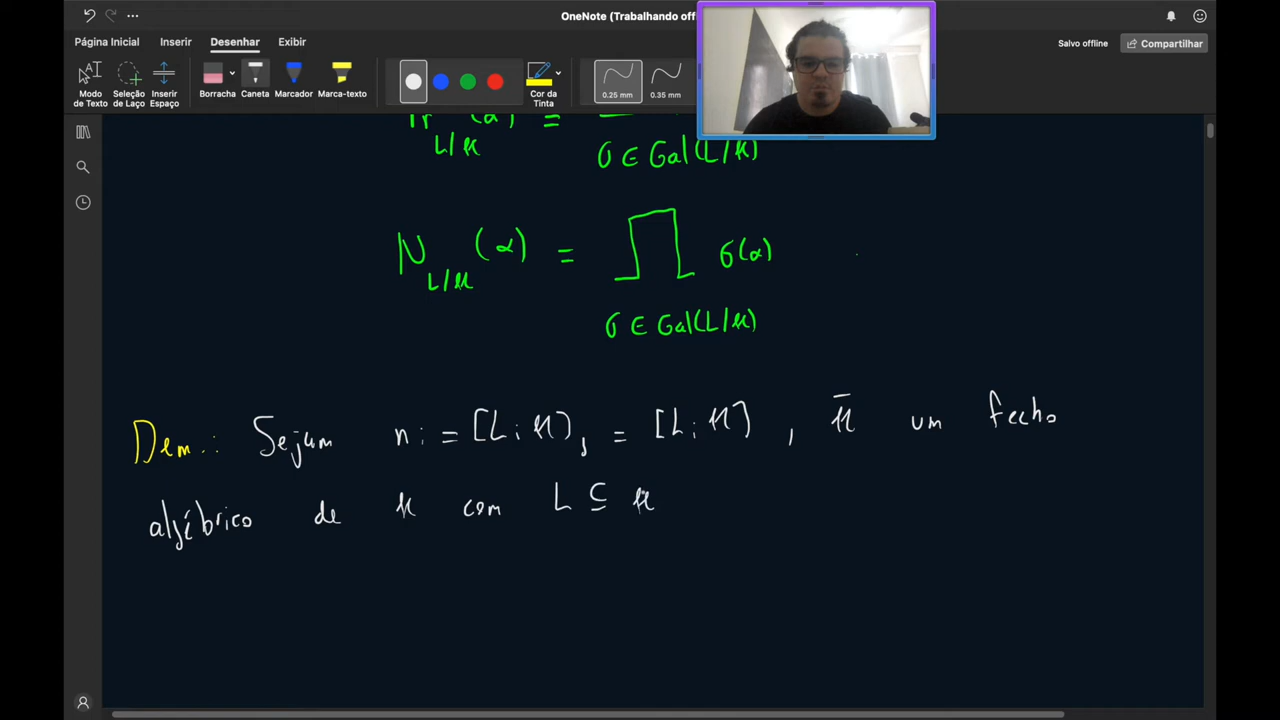 OneNote (Trabalhando off
Página Inicial Inserir Desenhar Exibir Salvo offline Compartilhar
Modo de Texto Seleção de Laço Inserir Espaço Borracha Caneta Marcador Marca-texto Cor da Tinta 0.25 mm 0.35 mm
Tr L/K (α) =
σ ∈ Gal(L/K)
N L/K (α) = ∏ σ(α)
σ ∈ Gal(L/K)
Dem.: Sejam n := [L : K]ₛ = [L : K] , K̄ um fecho
algébrico de K com L ⊆ K